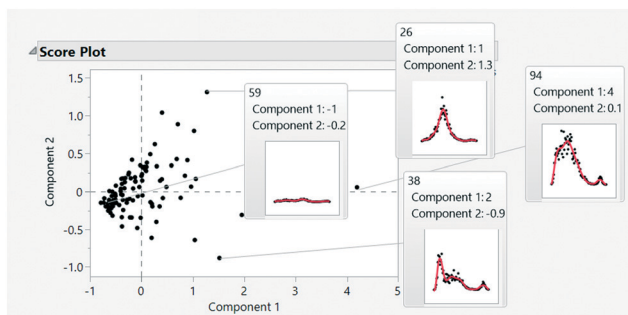 Score Plot
Component 2
1.5
1.0
0.5
0
-0.5
-1.0
-1
0
1
2
3
4
5
Component 1
59
Component 1: -1
Component 2: -0.2
26
Component 1: 1
Component 2: 1.3
94
Component 1: 4
Component 2: 0.1
38
Component 1: 2
Component 2: -0.9